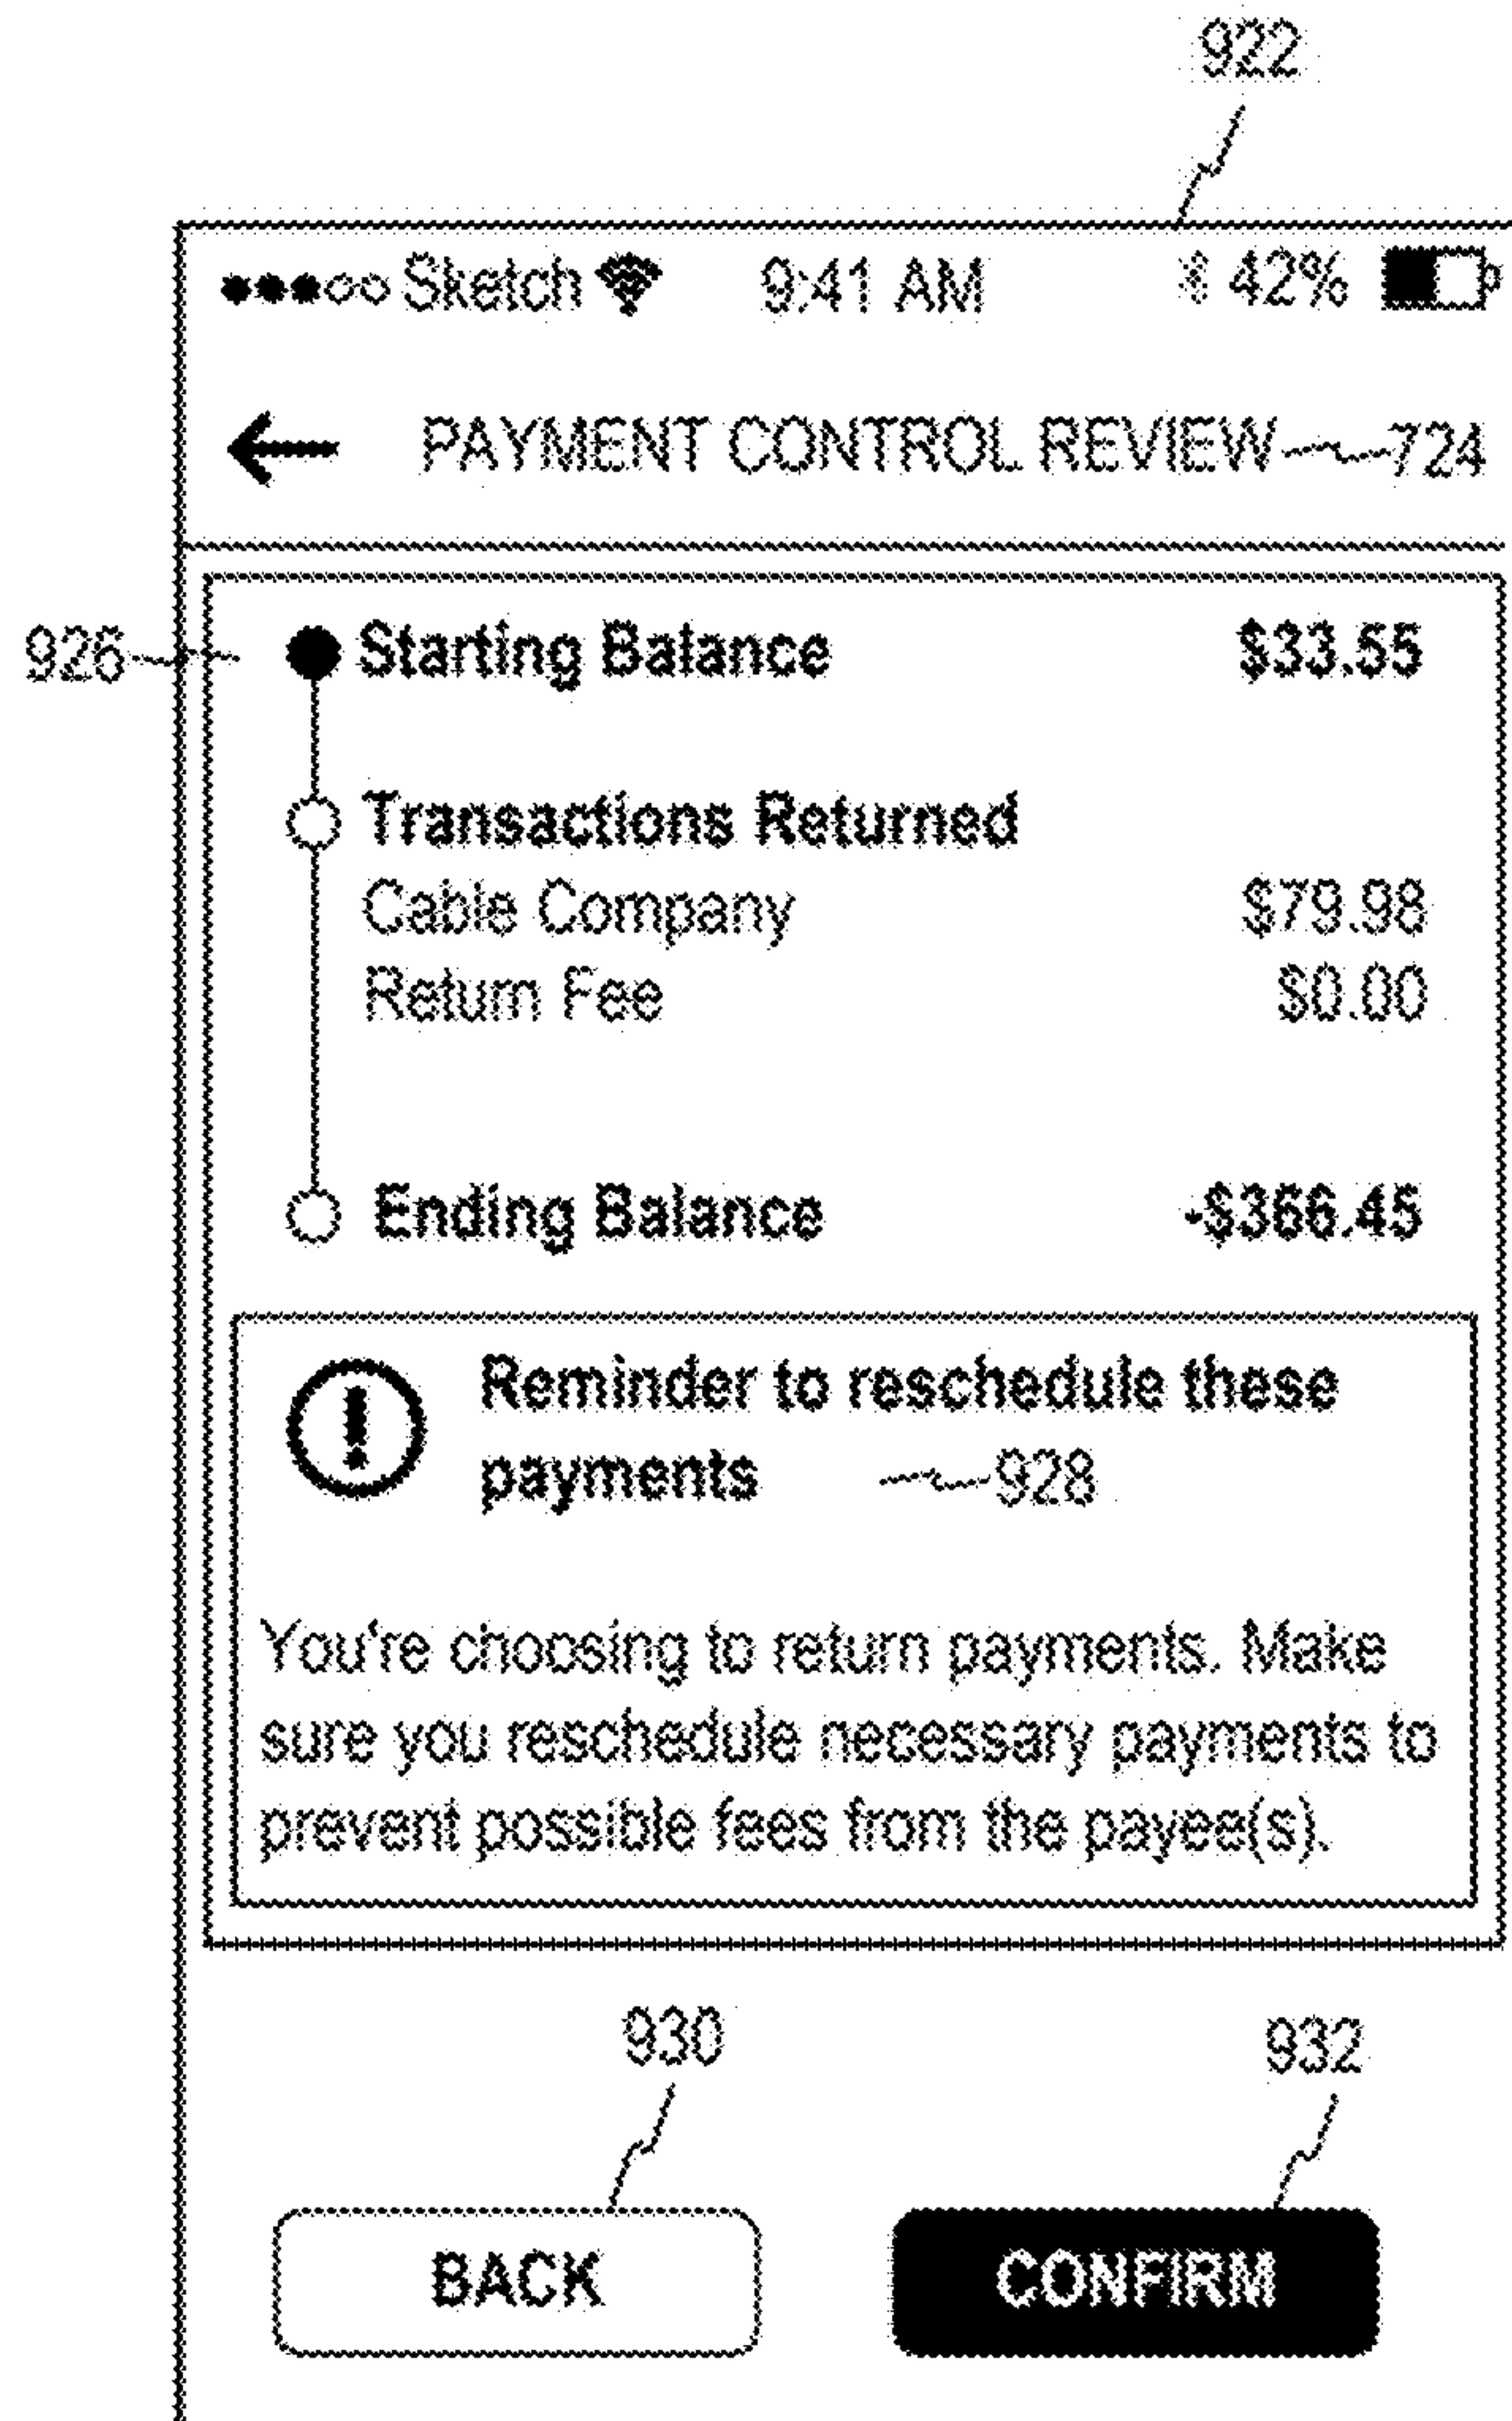 922
Sketch 9:41 AM 42%
PAYMENT CONTROL REVIEW 724
926 Starting Balance $33.55
Transactions Returned
Cable Company $79.98
Return Fee $0.00
Ending Balance -$366.45
Reminder to reschedule these
payments 928
You're choosing to return payments. Make
sure you reschedule necessary payments to
prevent possible fees from the payee(s).
930 932
BACK CONFIRM